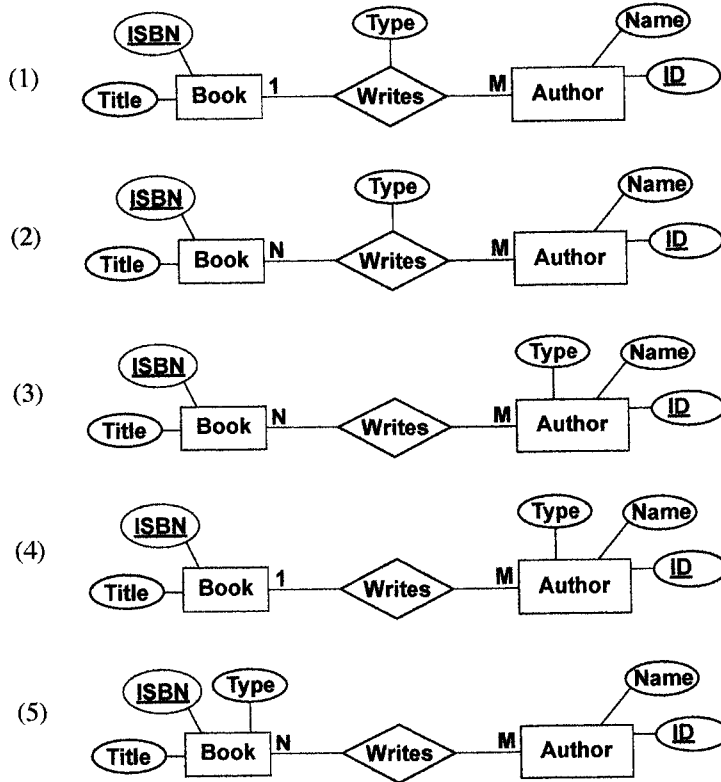 ISBN Type Name
(1) Title Book 1 Writes M Author ID
ISBN Type Name
(2) Title Book N Writes M Author ID
ISBN Type Name
(3) Title Book N Writes M Author ID
ISBN Type Name
(4) Title Book 1 Writes M Author ID
ISBN Type Name
(5) Title Book N Writes M Author ID